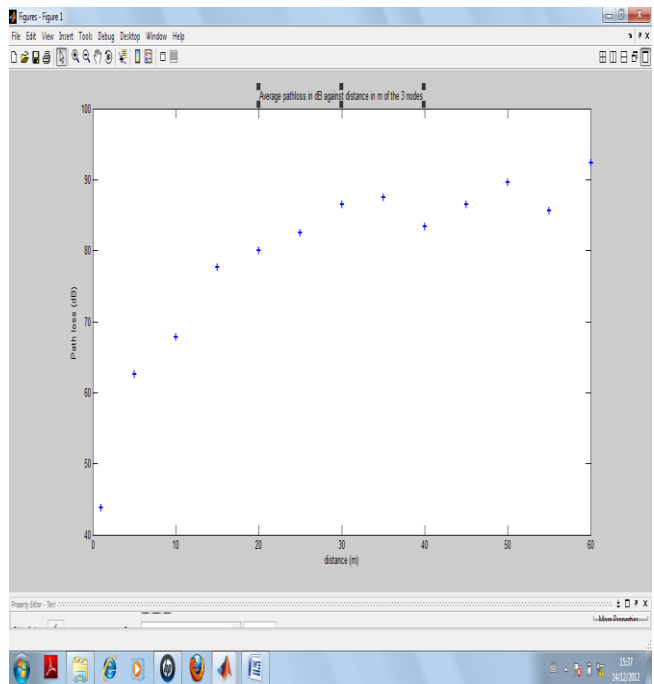 Figures - Figure 1
File Edit View Insert Tools Debug Desktop Window Help
Average pathloss in dB against distance in m of the 3 nodes
100
90
80
70
60
50
40
Path loss (dB)
0 10 20 30 40 50 60
distance (m)
Property Editor - Text
More Properties
15:37
14/12/2012